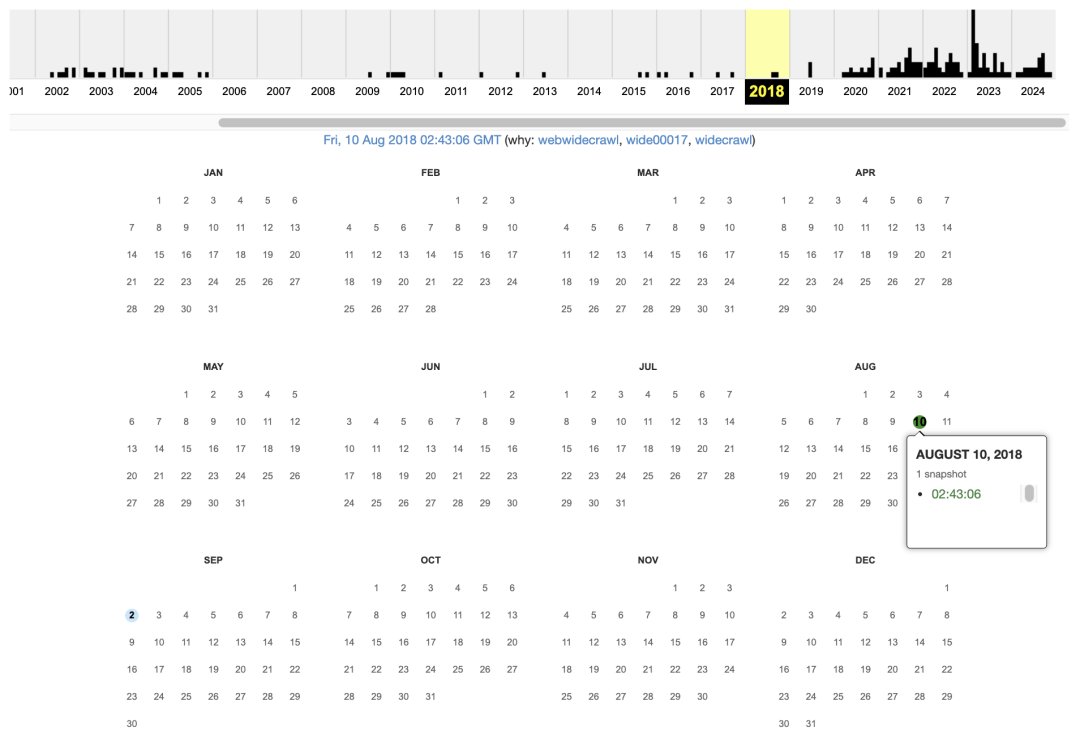 001 2002 2003 2004 2005 2006 2007 2008 2009 2010 2011 2012 2013 2014 2015 2016 2017 2018 2019 2020 2021 2022 2023 2024
Fri, 10 Aug 2018 02:43:06 GMT (why: webwidecrawl, wide00017, widecrawl)
JAN FEB MAR APR
1 2 3 4 5 6 1 2 3 1 2 3 1 2 3 4 5 6 7
7 8 9 10 11 12 13 4 5 6 7 8 9 10 4 5 6 7 8 9 10 8 9 10 11 12 13 14
14 15 16 17 18 19 20 11 12 13 14 15 16 17 11 12 13 14 15 16 17 15 16 17 18 19 20 21
21 22 23 24 25 26 27 18 19 20 21 22 23 24 18 19 20 21 22 23 24 22 23 24 25 26 27 28
28 29 30 31 25 26 27 28 25 26 27 28 29 30 31 29 30
MAY JUN JUL AUG
1 2 3 4 5 1 2 1 2 3 4 5 6 7 1 2 3 4
6 7 8 9 10 11 12 3 4 5 6 7 8 9 8 9 10 11 12 13 14 5 6 7 8 9 10 11
13 14 15 16 17 18 19 10 11 12 13 14 15 16 15 16 17 18 19 20 21 12 13 14 15 16
20 21 22 23 24 25 26 17 18 19 20 21 22 23 22 23 24 25 26 27 28 19 20 21 22 23
27 28 29 30 31 24 25 26 27 28 29 30 29 30 31 26 27 28 29 30
AUGUST 10, 2018
1 snapshot
• 02:43:06
SEP OCT NOV DEC
1 1 2 3 4 5 6 1 2 3 1
2 3 4 5 6 7 8 7 8 9 10 11 12 13 4 5 6 7 8 9 10 2 3 4 5 6 7 8
9 10 11 12 13 14 15 14 15 16 17 18 19 20 11 12 13 14 15 16 17 9 10 11 12 13 14 15
16 17 18 19 20 21 22 21 22 23 24 25 26 27 18 19 20 21 22 23 24 16 17 18 19 20 21 22
23 24 25 26 27 28 29 28 29 30 31 25 26 27 28 29 30 23 24 25 26 27 28 29
30 30 31